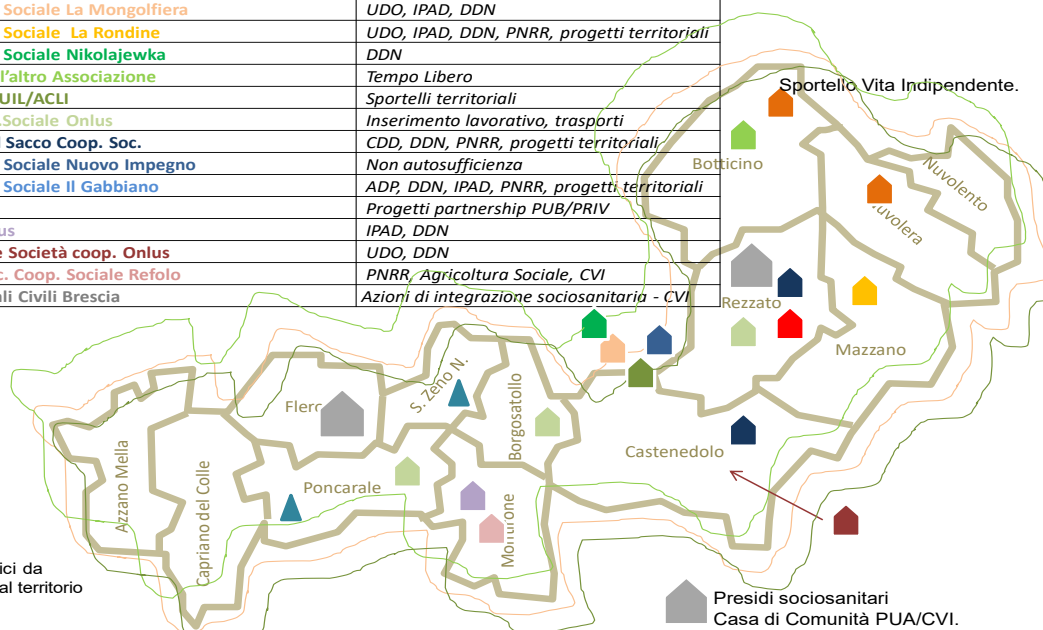 Sociale La Mongolfiera UDO, IPAD, DDN
Sociale La Rondine UDO, IPAD, DDN, PNRR, progetti territoriali
Sociale Nikolajewka DDN
l'altro Associazione Tempo Libero
UIL/ACLI Sportelli territoriali
Sociale Onlus Inserimento lavorativo, trasporti
Sacco Coop. Soc. CDD, DDN, PNRR, progetti territoriali
Sociale Nuovo Impegno Non autosufficienza
Sociale Il Gabbiano ADP, DDN, IPAD, PNRR, progetti territoriali
Progetti partnership PUB/PRIV
us IPAD, DDN
e Società coop. Onlus UDO, DDN
c. Coop. Sociale Refolo PNRR, Agricoltura Sociale, CVI
ali Civili Brescia Azioni di integrazione sociosanitaria - CVI
Sportello Vita Indipendente.
Botticino
Nuvolento
Rezzato
Mazzano
S. Zeno N.
Borgosatollo
Castenedolo
Azzano Mella
Capriano del Colle
Poncarale
ici da
al territorio
Presidi sociosanitari
Casa di Comunità PUA/CVI.